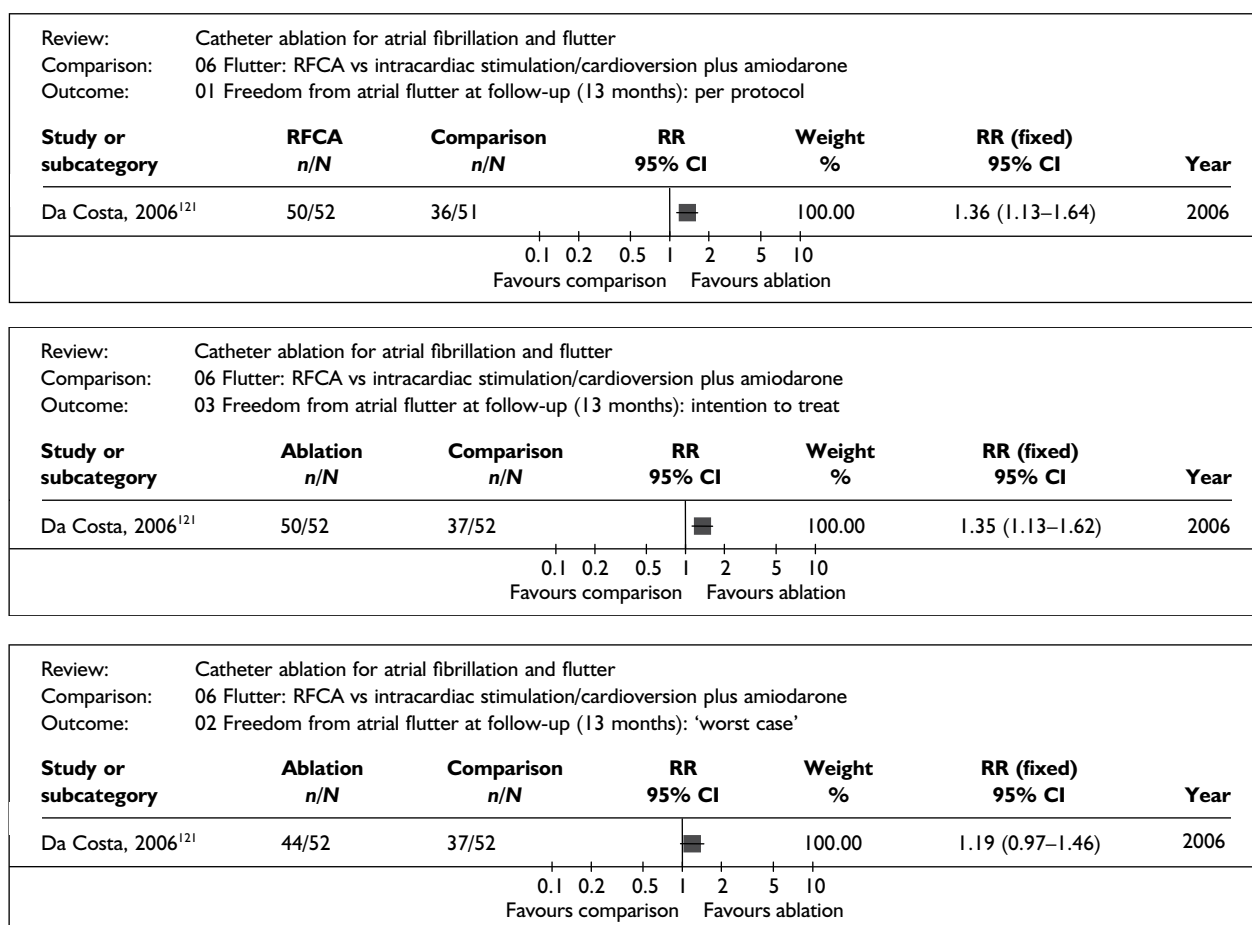 Review: Catheter ablation for atrial fibrillation and flutter
Comparison: 06 Flutter: RFCA vs intracardiac stimulation/cardioversion plus amiodarone
Outcome: 01 Freedom from atrial flutter at follow-up (13 months): per protocol
Study or RFCA Comparison RR Weight RR (fixed)
subcategory n/N n/N 95% CI % 95% CI Year
Da Costa, 2006¹²¹ 50/52 36/51 100.00 1.36 (1.13–1.64) 2006
0.1 0.2 0.5 1 2 5 10
Favours comparison Favours ablation
Review: Catheter ablation for atrial fibrillation and flutter
Comparison: 06 Flutter: RFCA vs intracardiac stimulation/cardioversion plus amiodarone
Outcome: 03 Freedom from atrial flutter at follow-up (13 months): intention to treat
Study or Ablation Comparison RR Weight RR (fixed)
subcategory n/N n/N 95% CI % 95% CI Year
Da Costa, 2006¹²¹ 50/52 37/52 100.00 1.35 (1.13–1.62) 2006
0.1 0.2 0.5 1 2 5 10
Favours comparison Favours ablation
Review: Catheter ablation for atrial fibrillation and flutter
Comparison: 06 Flutter: RFCA vs intracardiac stimulation/cardioversion plus amiodarone
Outcome: 02 Freedom from atrial flutter at follow-up (13 months): ‘worst case’
Study or Ablation Comparison RR Weight RR (fixed)
subcategory n/N n/N 95% CI % 95% CI Year
Da Costa, 2006¹²¹ 44/52 37/52 100.00 1.19 (0.97–1.46) 2006
0.1 0.2 0.5 1 2 5 10
Favours comparison Favours ablation